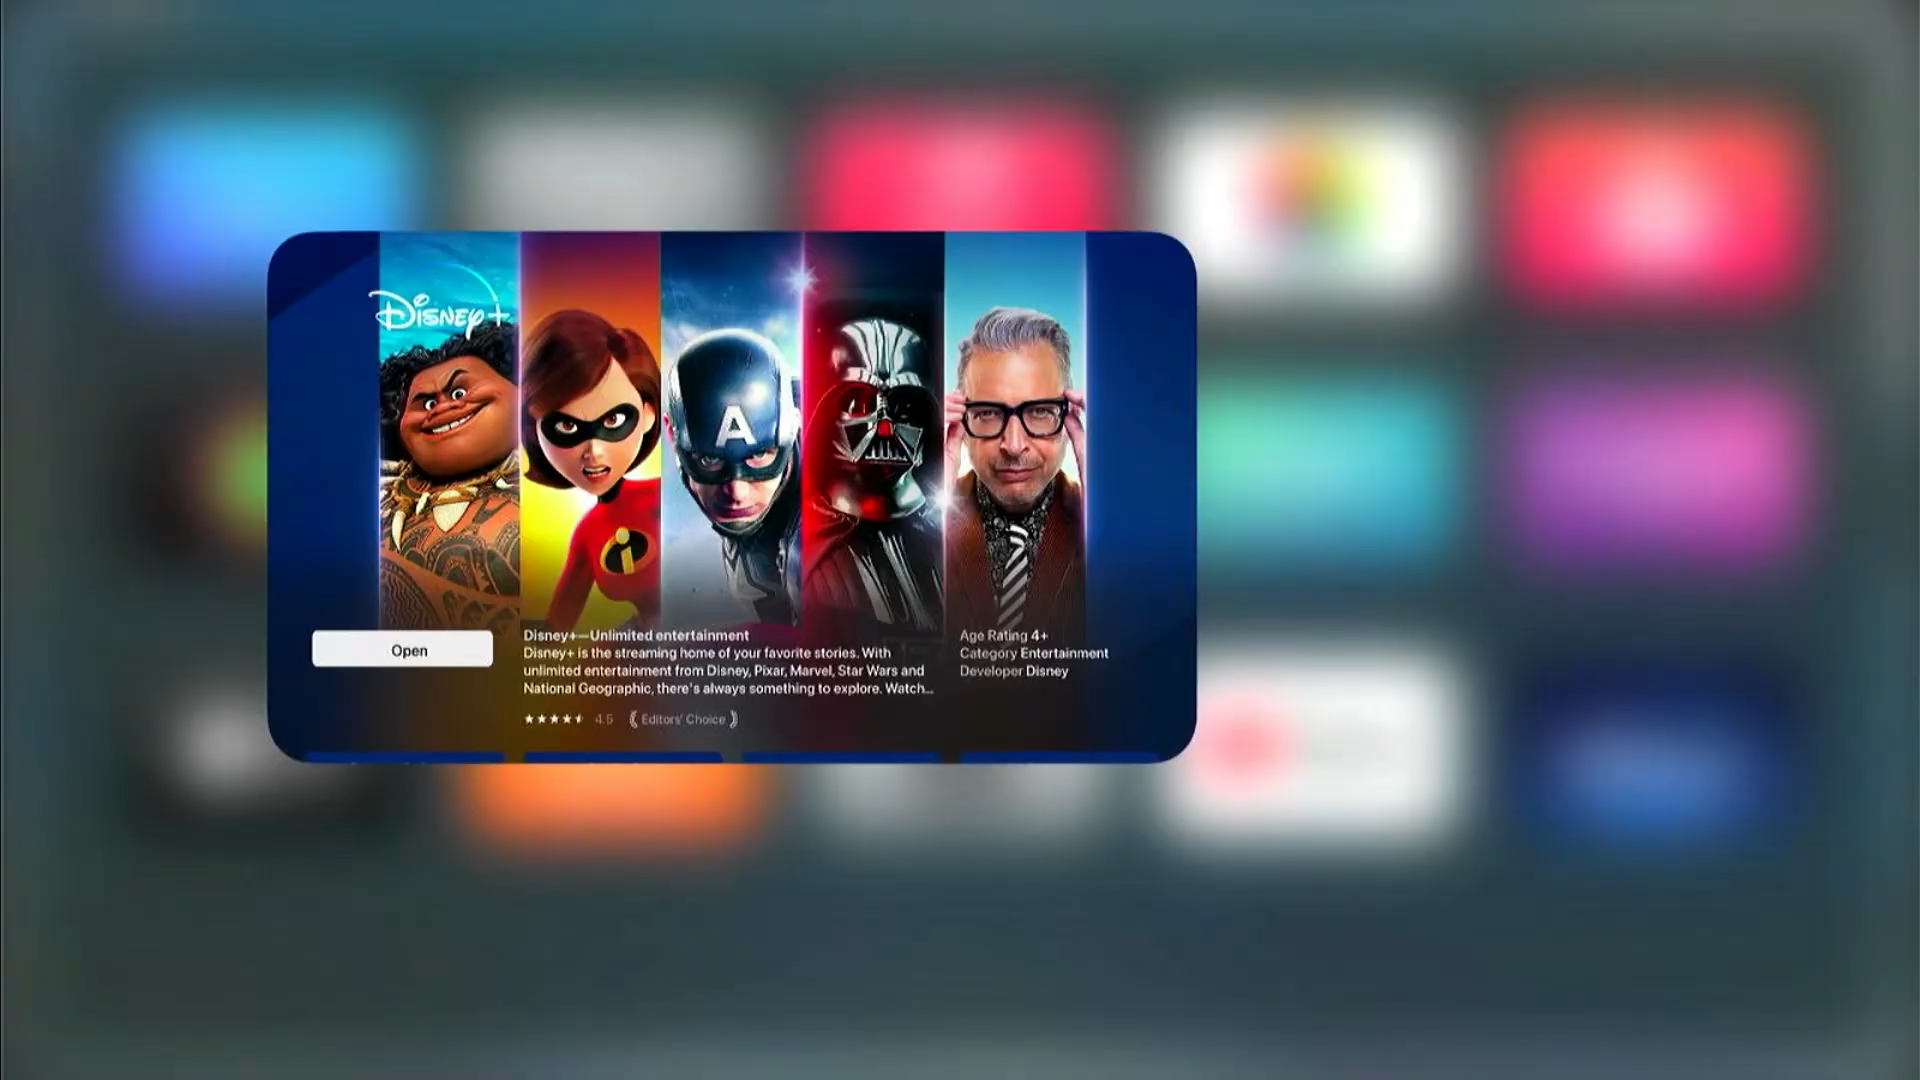 Disney+
A
i
Open
Disney+—Unlimited entertainment
Disney+ is the streaming home of your favorite stories. With
unlimited entertainment from Disney, Pixar, Marvel, Star Wars and
National Geographic, there's always something to explore. Watch...
4.5 Editors' Choice
Age Rating 4+
Category Entertainment
Developer Disney